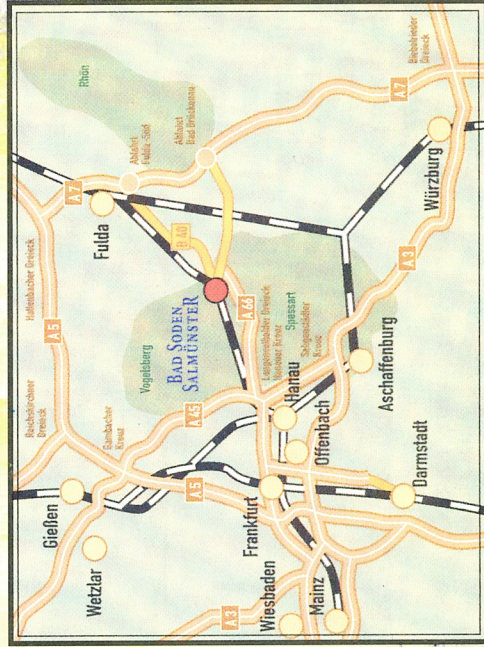 Reichskirchner
Dreieck
Hattenbacher Dreieck
Gießen
A5
A7
Rhön
Wetzlar
Fulda
Gambacher
Kreuz
Abfahrt
Fulda-Süd
Vogelsberg
Abfahrt
Bad Brückenau
BAD SODEN
SALMÜNSTER
B 40
A45
A5
A3
A66
Frankfurt
Wiesbaden
Langenselbolder Dreieck
Hanauer Kreuz
Spessart
Seligenstädter
Kreuz
Hanau
Mainz
Offenbach
Aschaffenburg
A3
A7
Biebelrieder
Dreieck
Darmstadt
Würzburg